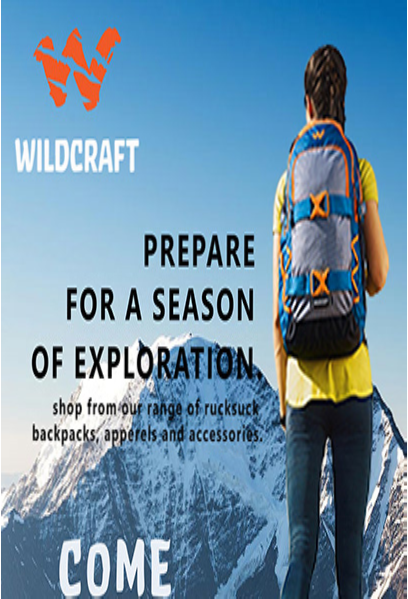 WILDCRAFT
PREPARE
FOR A SEASON
OF EXPLORATION.
shop from our range of rucksuck
backpacks, apperels and accessories.
COME